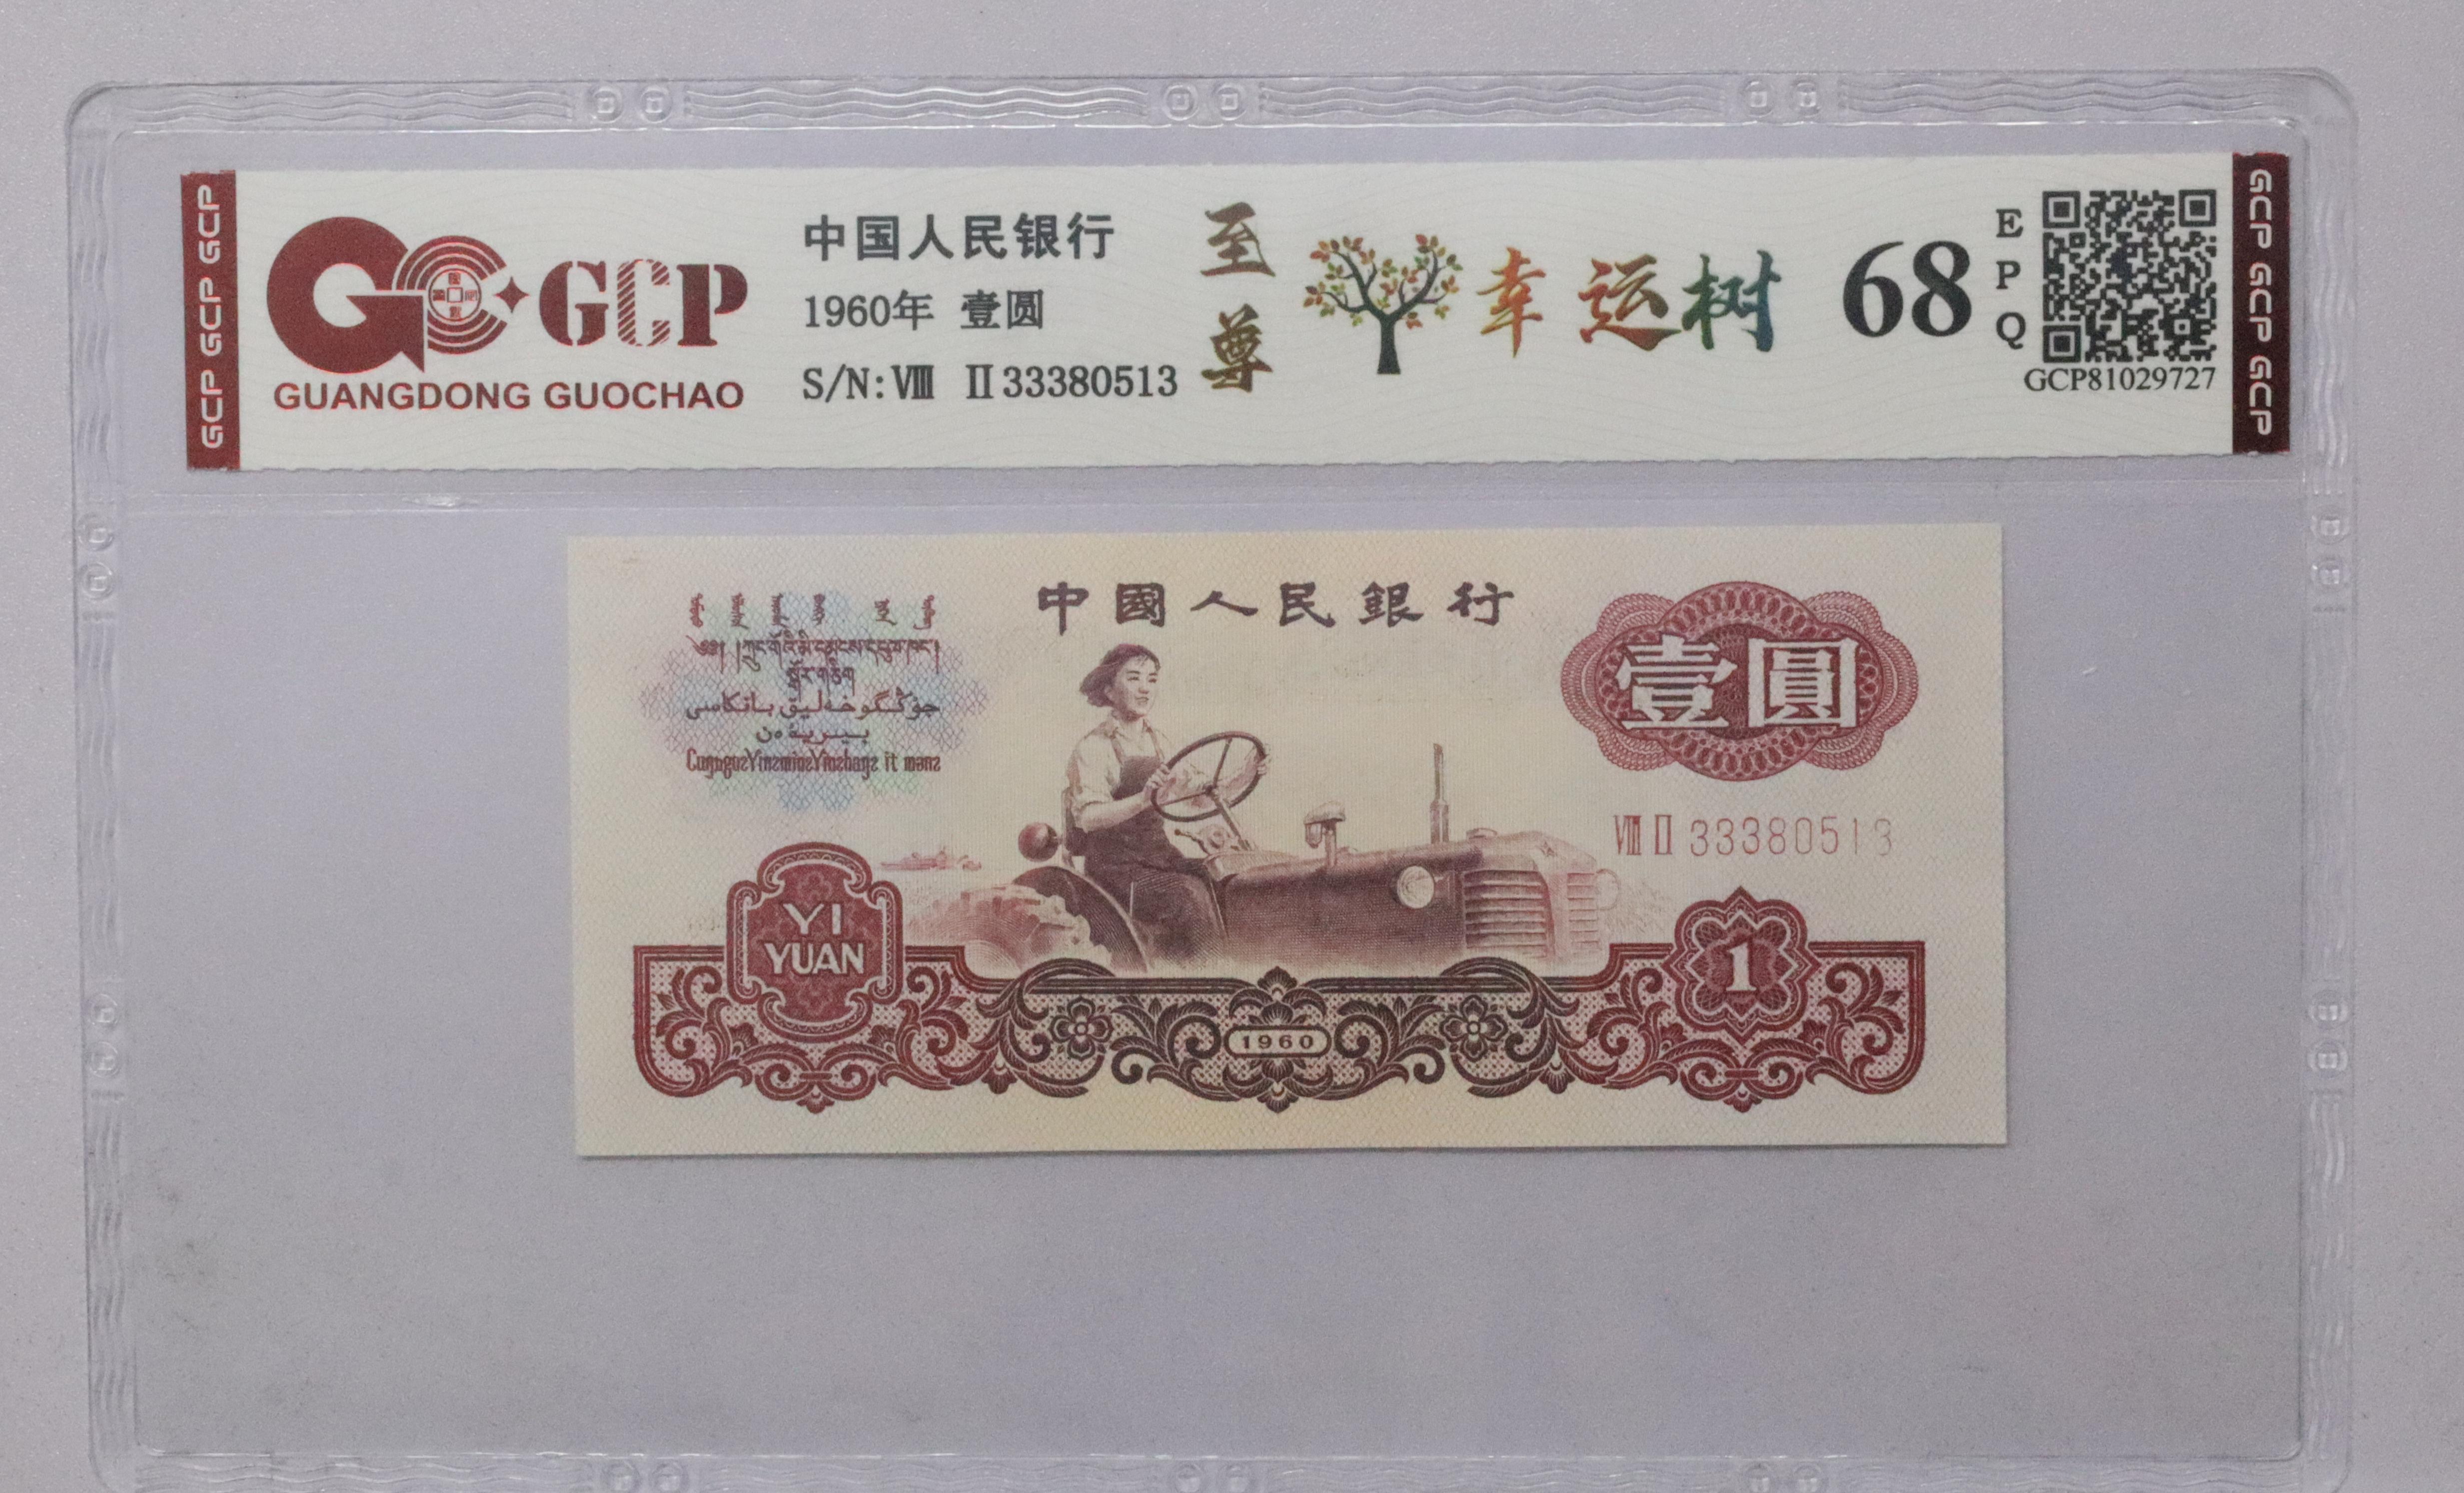 GCP GCP GCP
GCP
GUANGDONG GUOCHAO
中国人民银行
1960年 壹圆
S/N:Ⅷ Ⅱ33380513
至尊
幸运树
68
EPQ
GCP81029727
GCP GCP GCP
中國人民銀行
壹圓
ⅧⅡ 33380513
YI
YUAN
1960
1